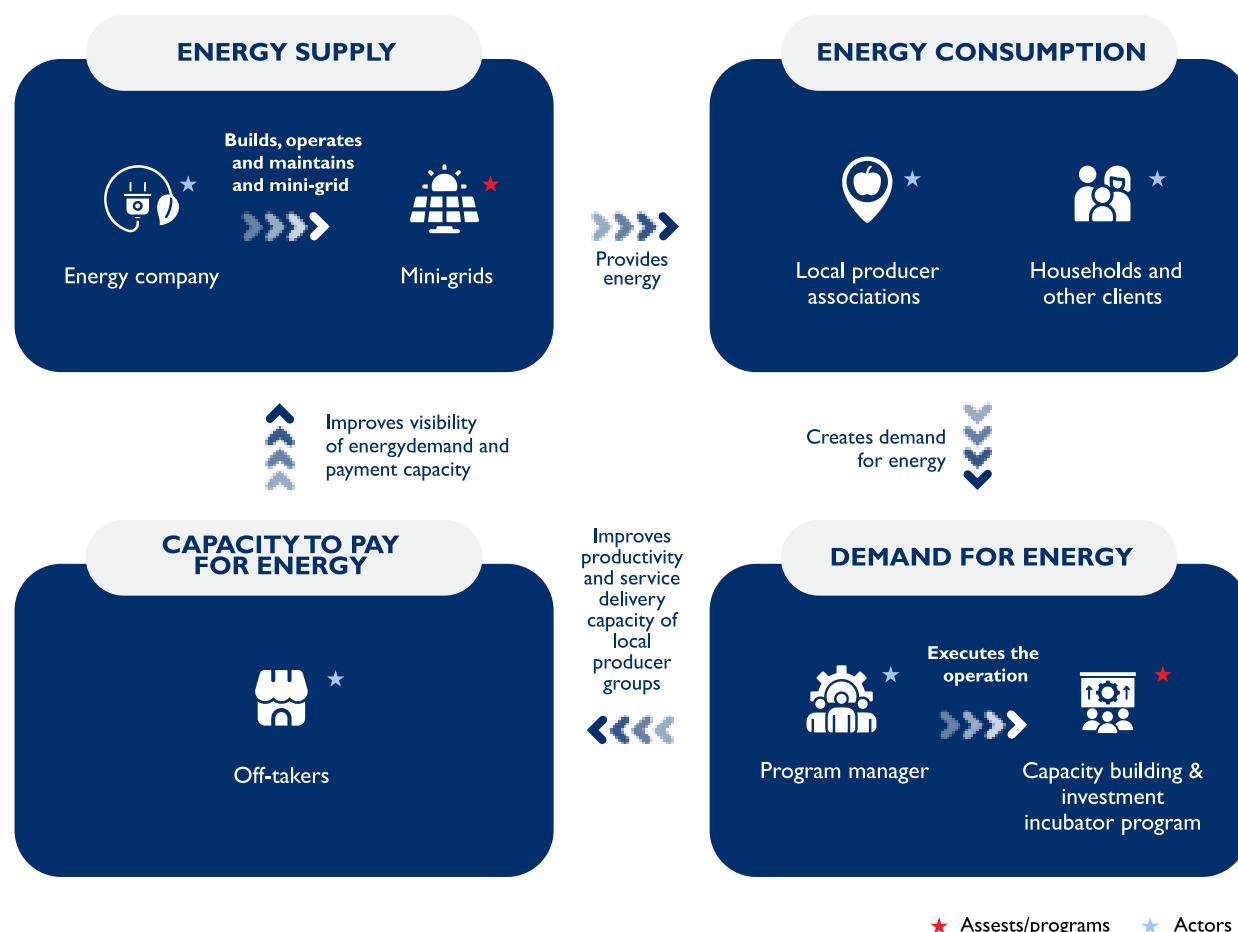 ENERGY SUPPLY
Builds, operates
and maintains
and mini-grid
Energy company
Mini-grids
Provides
energy
ENERGY CONSUMPTION
Local producer
associations
Households and
other clients
Creates demand
for energy
DEMAND FOR ENERGY
Program manager
Executes the
operation
Capacity building &
investment
incubator program
Improves
productivity
and service
delivery
capacity of
local
producer
groups
CAPACITY TO PAY
FOR ENERGY
Off-takers
Improves visibility
of energydemand and
payment capacity
Assests/programs
Actors